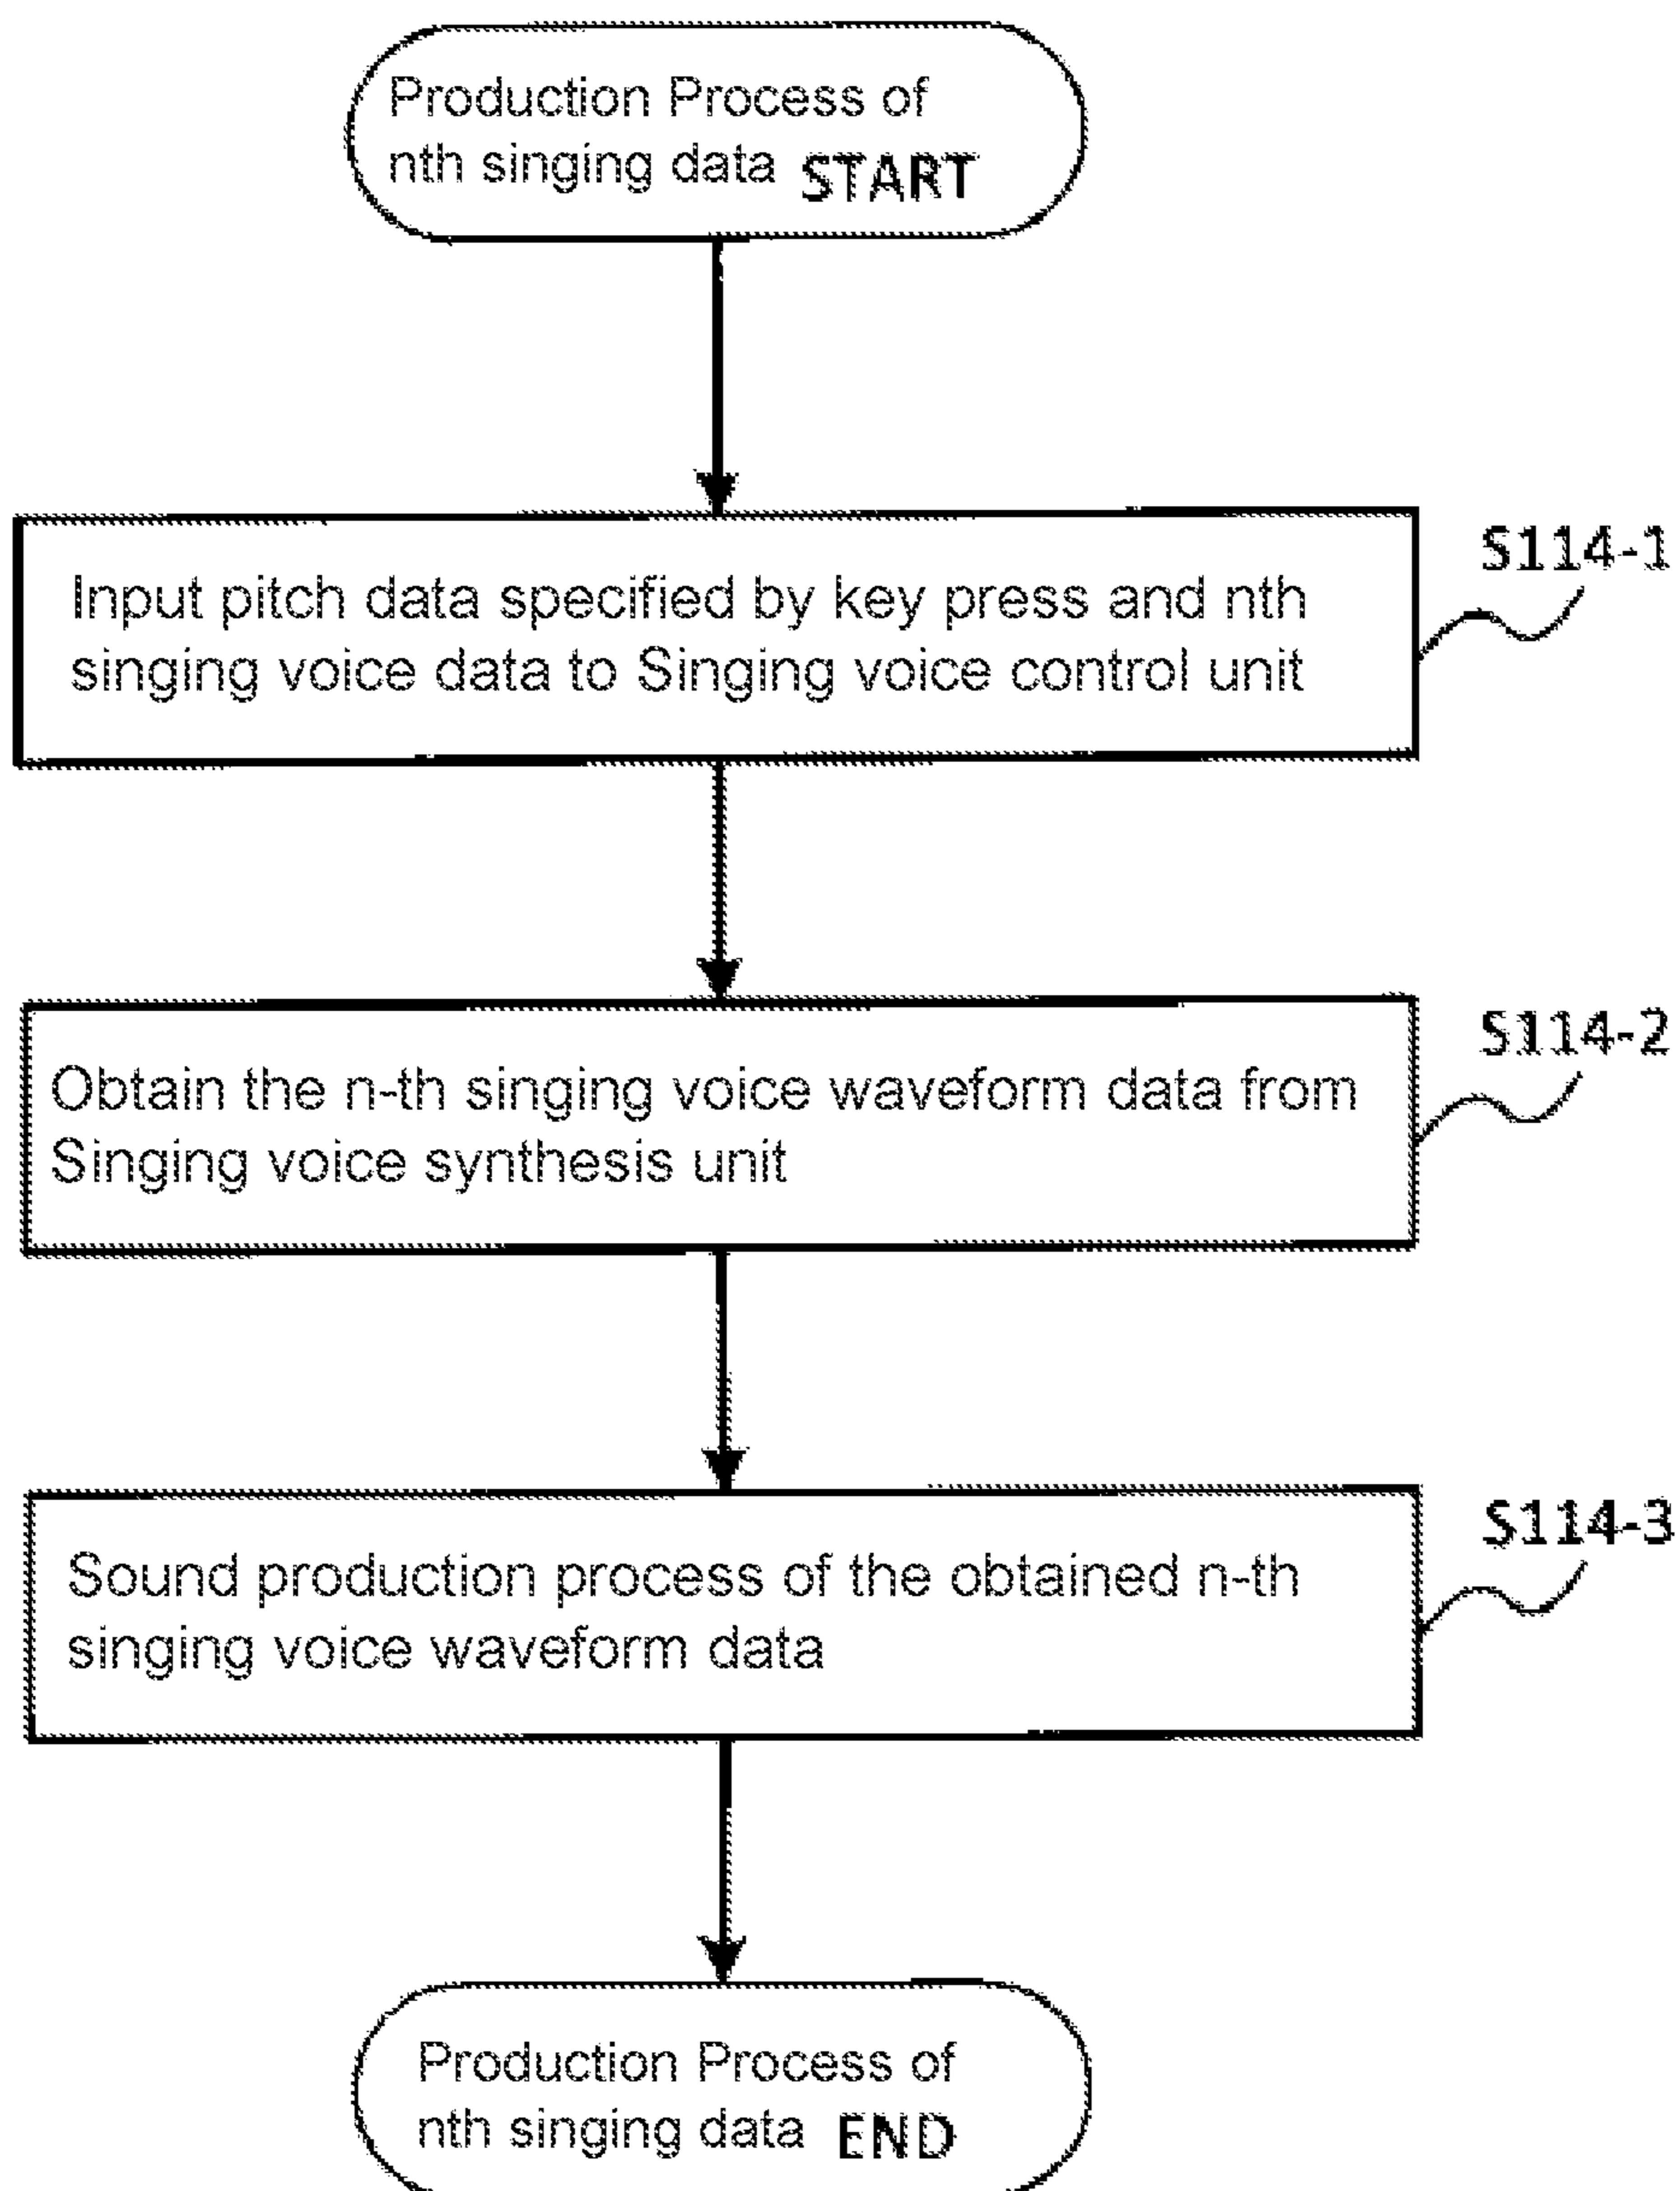 Production Process of
nth singing data START
S114-1
Input pitch data specified by key press and nth
singing voice data to Singing voice control unit
S114-2
Obtain the n-th singing voice waveform data from
Singing voice synthesis unit
S114-3
Sound production process of the obtained n-th
singing voice waveform data
Production Process of
nth singing data END